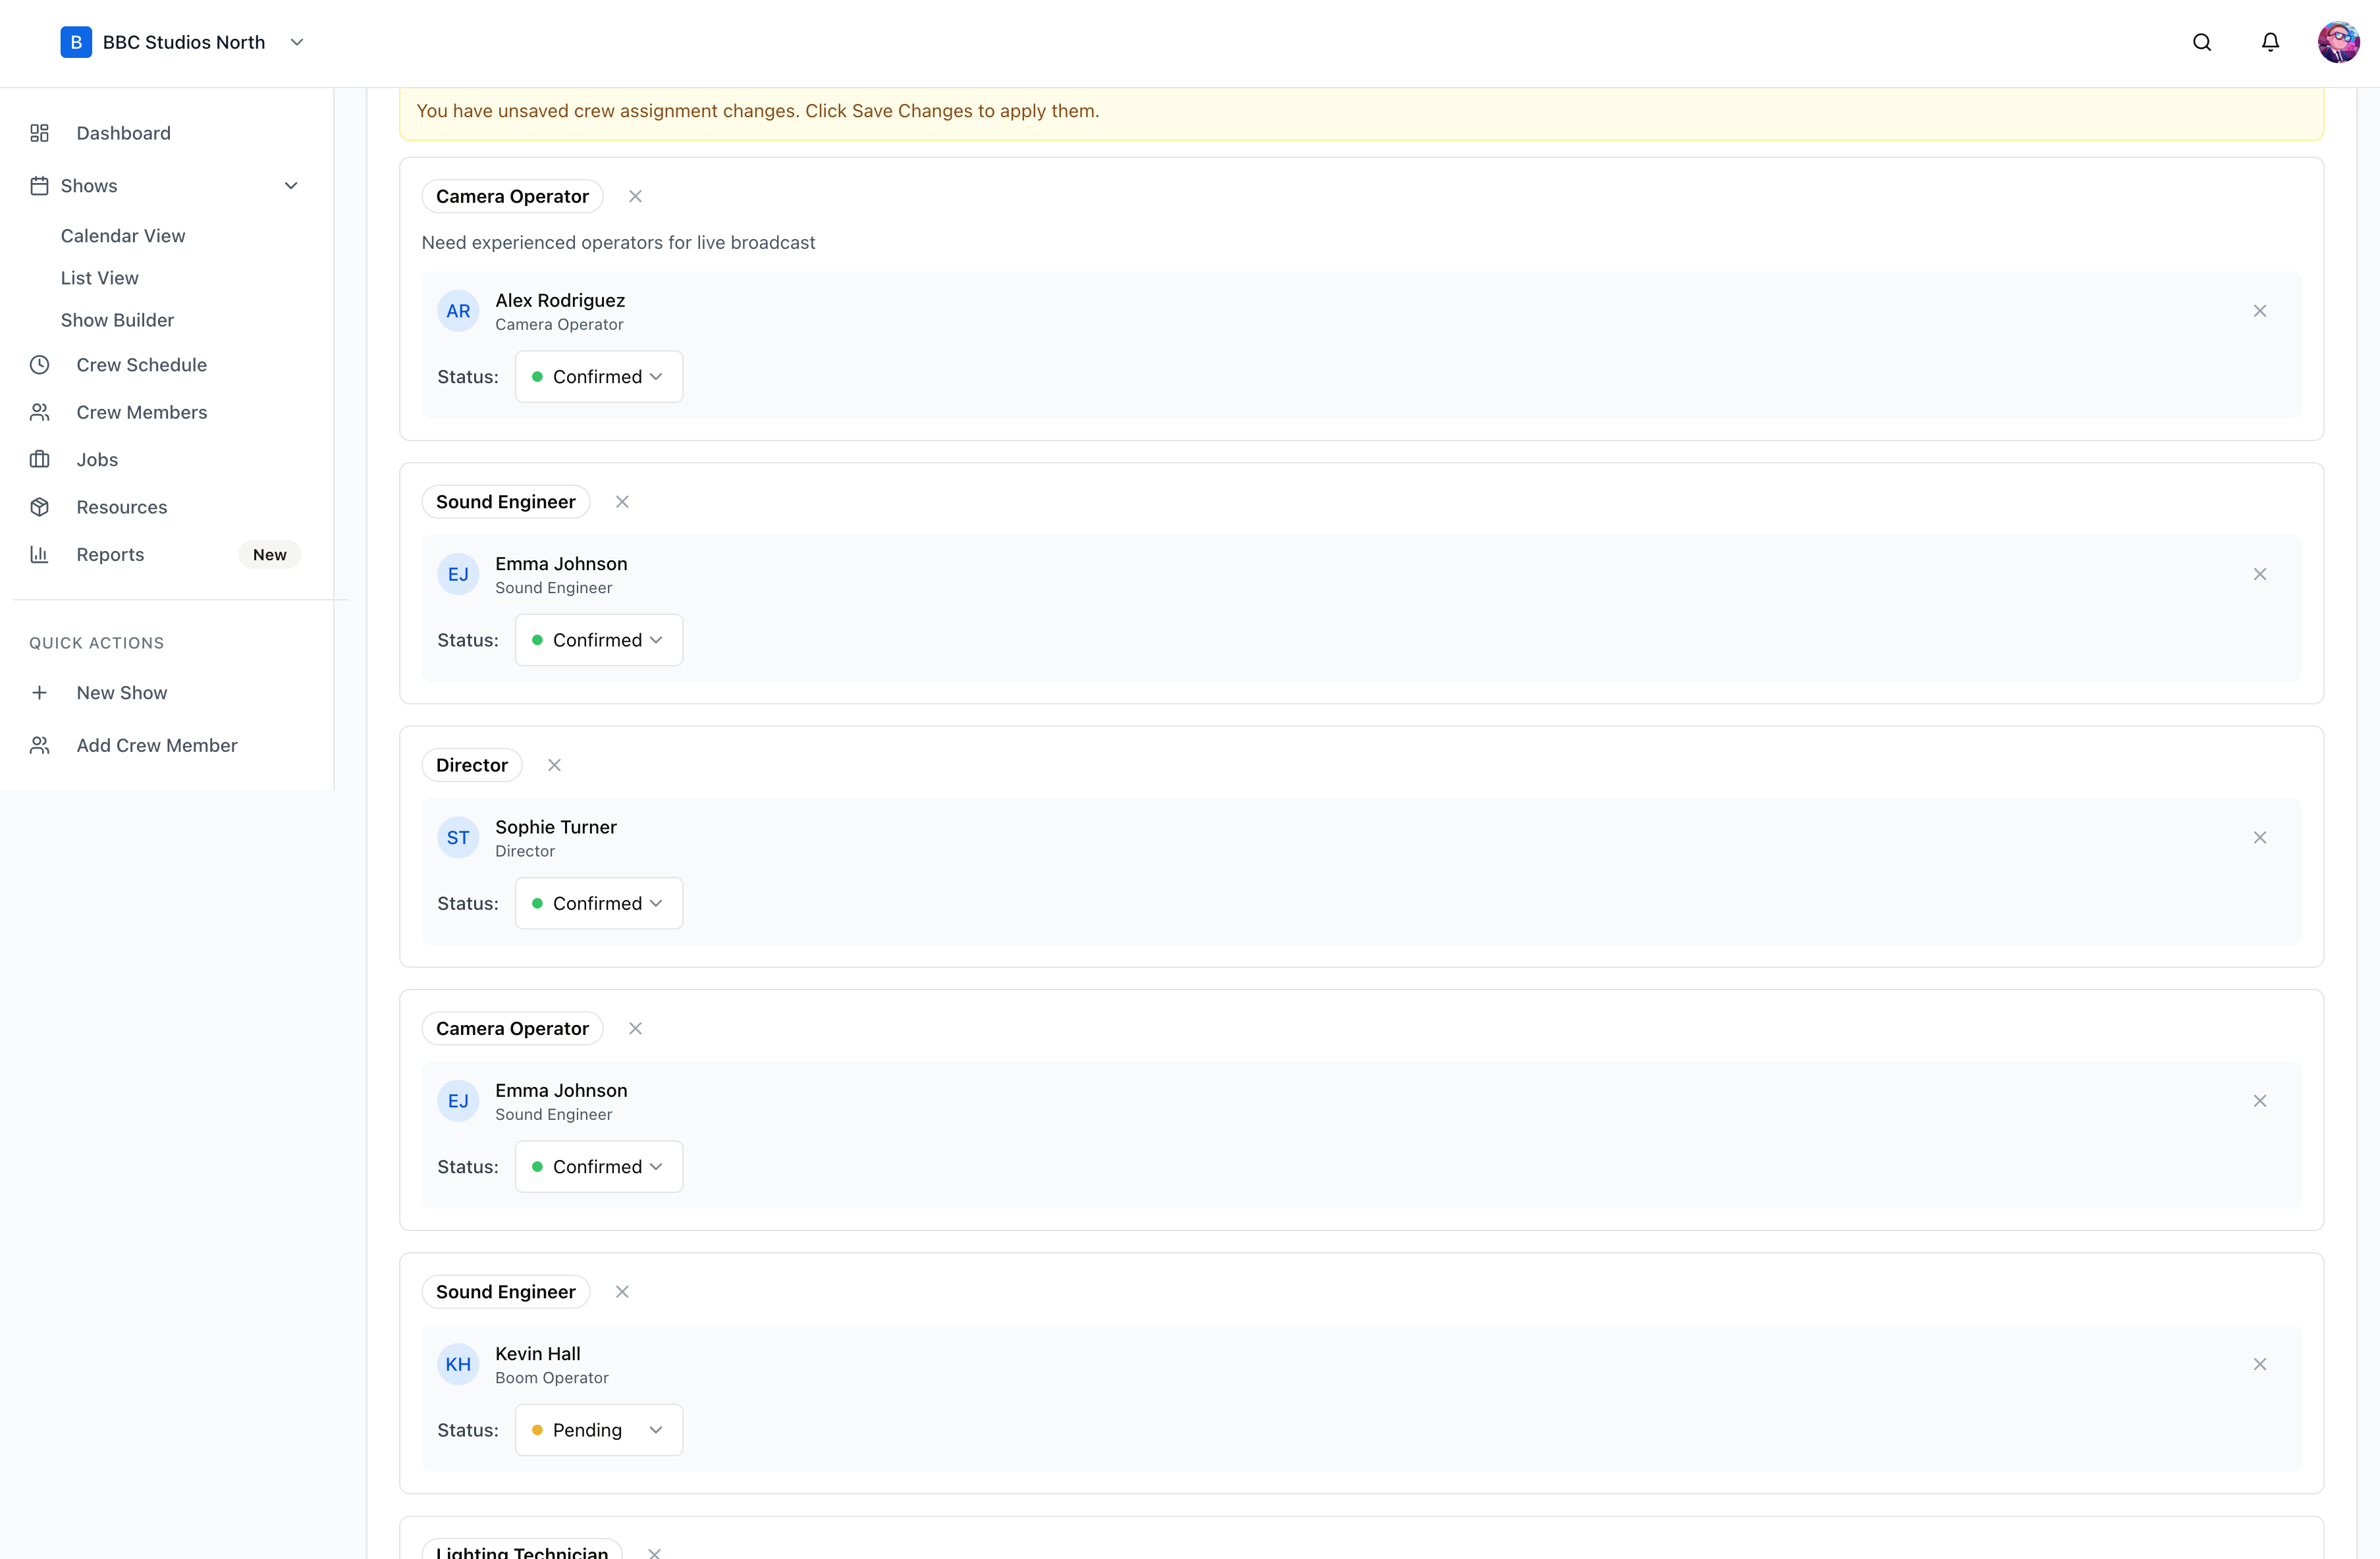 B BBC Studios North
Dashboard
Shows
Calendar View
List View
Show Builder
Crew Schedule
Crew Members
Jobs
Resources
Reports New
QUICK ACTIONS
New Show
Add Crew Member
You have unsaved crew assignment changes. Click Save Changes to apply them.
Camera Operator
Need experienced operators for live broadcast
AR
Alex Rodriguez
Camera Operator
Status: Confirmed
Sound Engineer
EJ
Emma Johnson
Sound Engineer
Status: Confirmed
Director
ST
Sophie Turner
Director
Status: Confirmed
Camera Operator
EJ
Emma Johnson
Sound Engineer
Status: Confirmed
Sound Engineer
KH
Kevin Hall
Boom Operator
Status: Pending
Lighting Technician